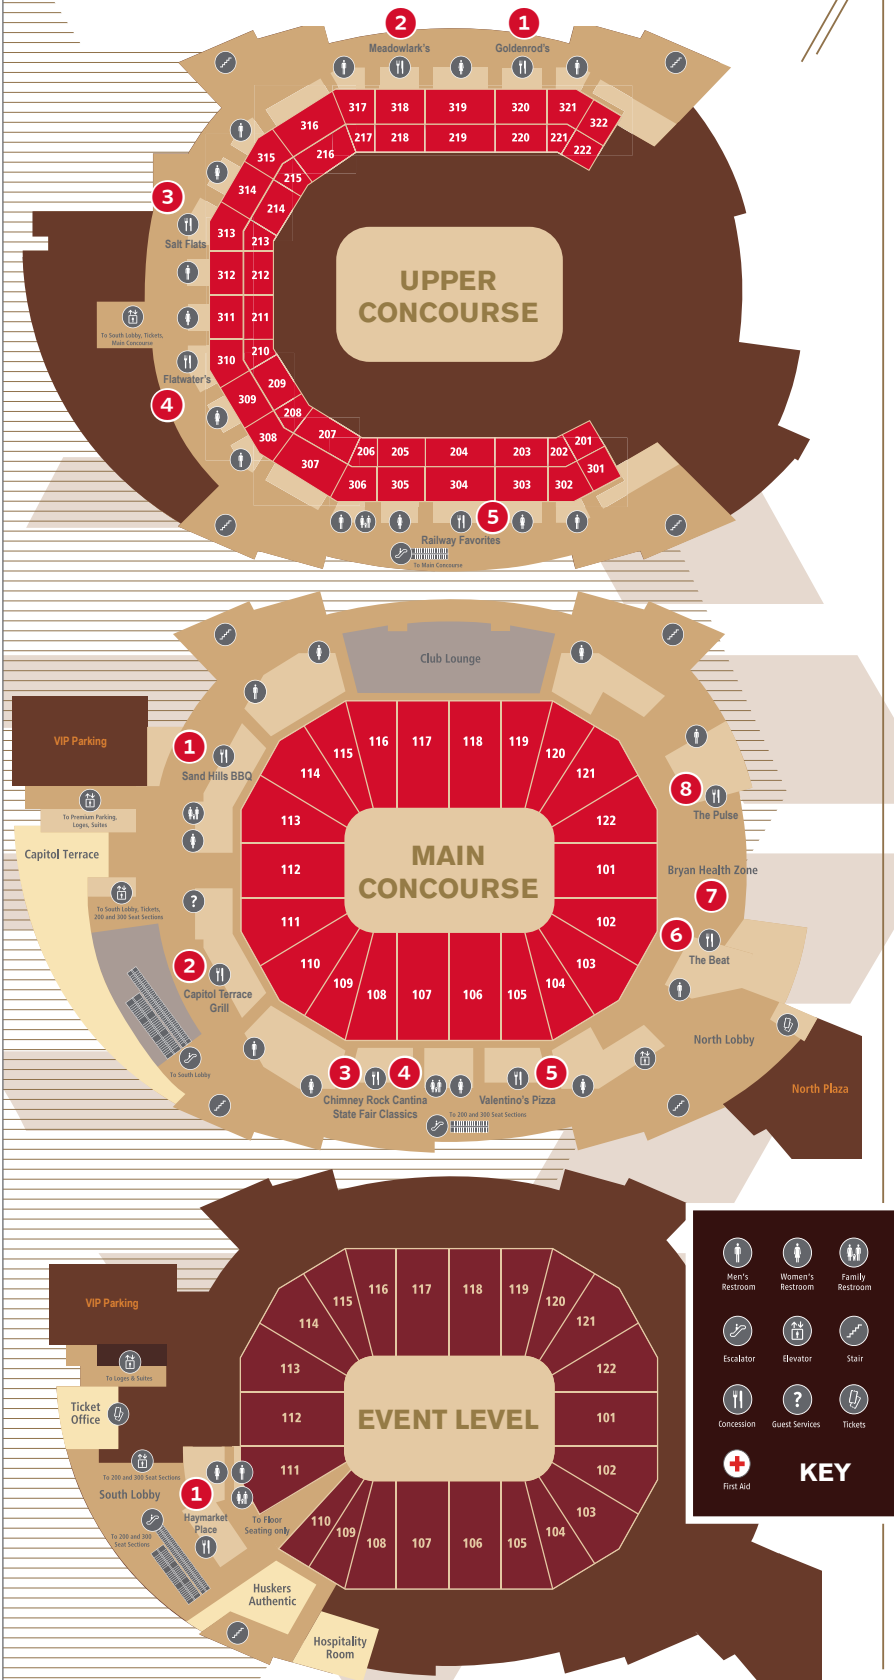 2
1
Meadowlark's
Goldenrod's
317
318
319
320
321
322
316
217
218
219
220
221
222
315
216
215
314
214
3
Salt Flats
313
213
312
212
UPPER
CONCOURSE
To South Lobby, Tickets,
Main Concourse
311
211
310
210
Flatwater's
4
309
209
208
308
207
307
206
205
204
203
202
201
301
306
305
304
303
302
5
Railway Favorites
To Main Concourse
Club Lounge
VIP Parking
1
Sand Hills BBQ
116
117
118
119
115
120
114
121
8
The Pulse
To Premium Parking,
Loges, Suites
113
122
Capitol Terrace
MAIN
CONCOURSE
112
101
Bryan Health Zone
7
To South Lobby, Tickets,
200 and 300 Seat Sections
?
111
102
6
The Beat
2
Capitol Terrace
Grill
110
103
109
104
108
107
106
105
North Lobby
To South Lobby
3
4
5
Chimney Rock Cantina
State Fair Classics
Valentino's Pizza
To 200 and 300 Seat Sections
North Plaza
VIP Parking
116
117
118
119
115
120
114
121
To Loges & Suites
113
122
Ticket
Office
EVENT LEVEL
112
101
To 200 and 300 Seat Sections
111
102
South Lobby
1
Haymarket
Place
To Floor
Seating only
110
103
109
104
108
107
106
105
To 200 and 300
Seat Sections
Huskers
Authentic
Hospitality
Room
Men's
Restroom
Women's
Restroom
Family
Restroom
Escalator
Elevator
Stair
?
Concession
Guest Services
Tickets
First Aid
KEY